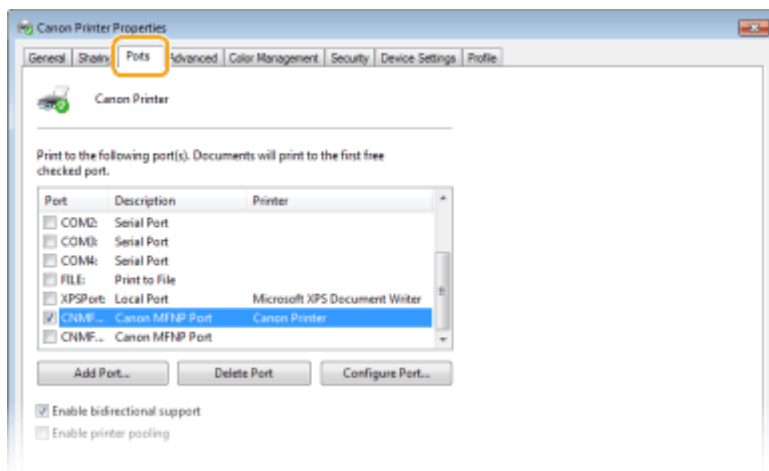 Canon Printer Properties
General Sharing Ports Advanced Color Management Security Device Settings Profile
Canon Printer
Print to the following port(s). Documents will print to the first free
checked port.
Port Description Printer
COM2: Serial Port
COM3: Serial Port
COM4: Serial Port
FILE: Print to File
XPSPort: Local Port Microsoft XPS Document Writer
CNMF... Canon MFNP Port Canon Printer
CNMF... Canon MFNP Port
Add Port... Delete Port Configure Port...
Enable bidirectional support
Enable printer pooling